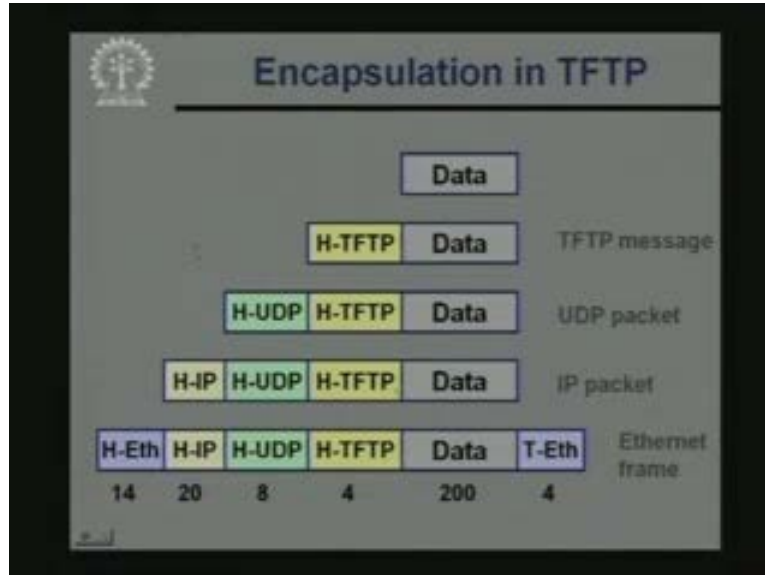 Encapsulation in TFTP
Data
H-TFTP Data TFTP message
H-UDP H-TFTP Data UDP packet
H-IP H-UDP H-TFTP Data IP packet
H-Eth H-IP H-UDP H-TFTP Data T-Eth Ethernet frame
14 20 8 4 200 4